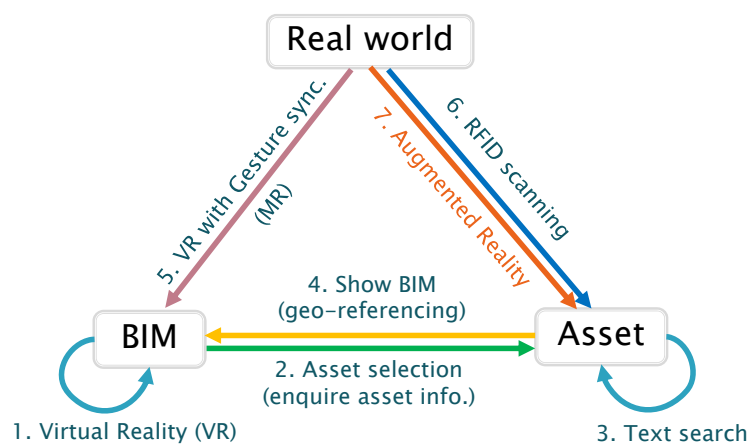 Real world
5. VR with Gesture sync.
(MR)
7. Augmented Reality
6. RFID scanning
4. Show BIM
(geo-referencing)
BIM
Asset
2. Asset selection
(enquire asset info.)
1. Virtual Reality (VR)
3. Text search